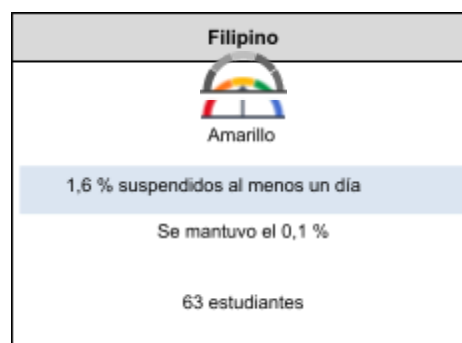 Filipino
Amarillo
1,6 % suspendidos al menos un día
Se mantuvo el 0,1 %
63 estudiantes